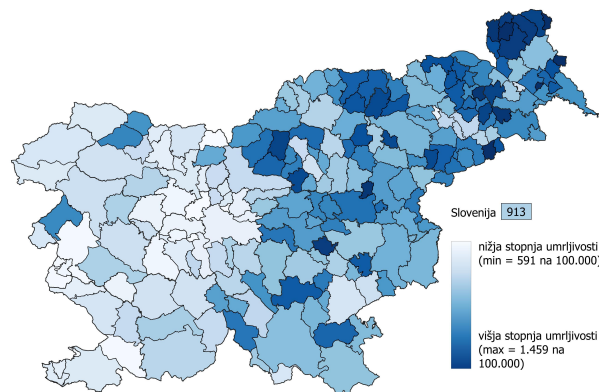 Slovenija 913
nižja stopnja umrljivosti
(min = 591 na 100.000)
višja stopnja umrljivosti
(max = 1.459 na
100.000)